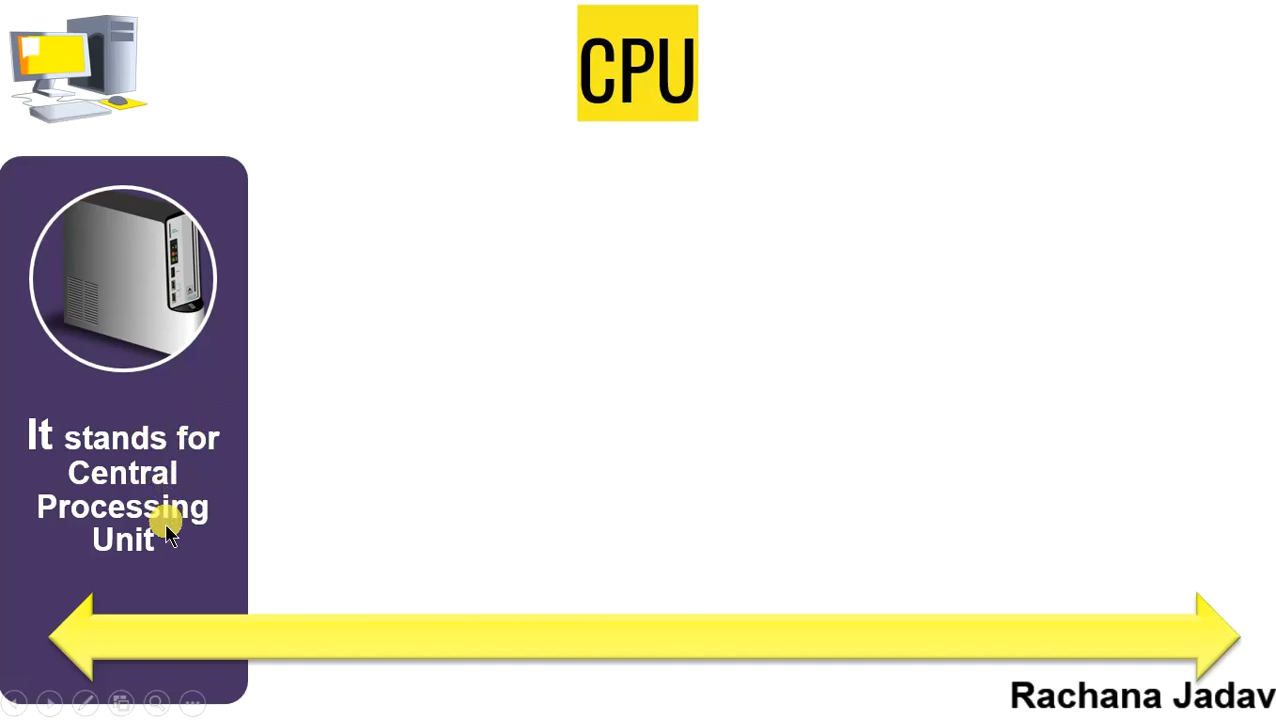 CPU
It stands for
Central
Processing
Unit
Rachana Jadav